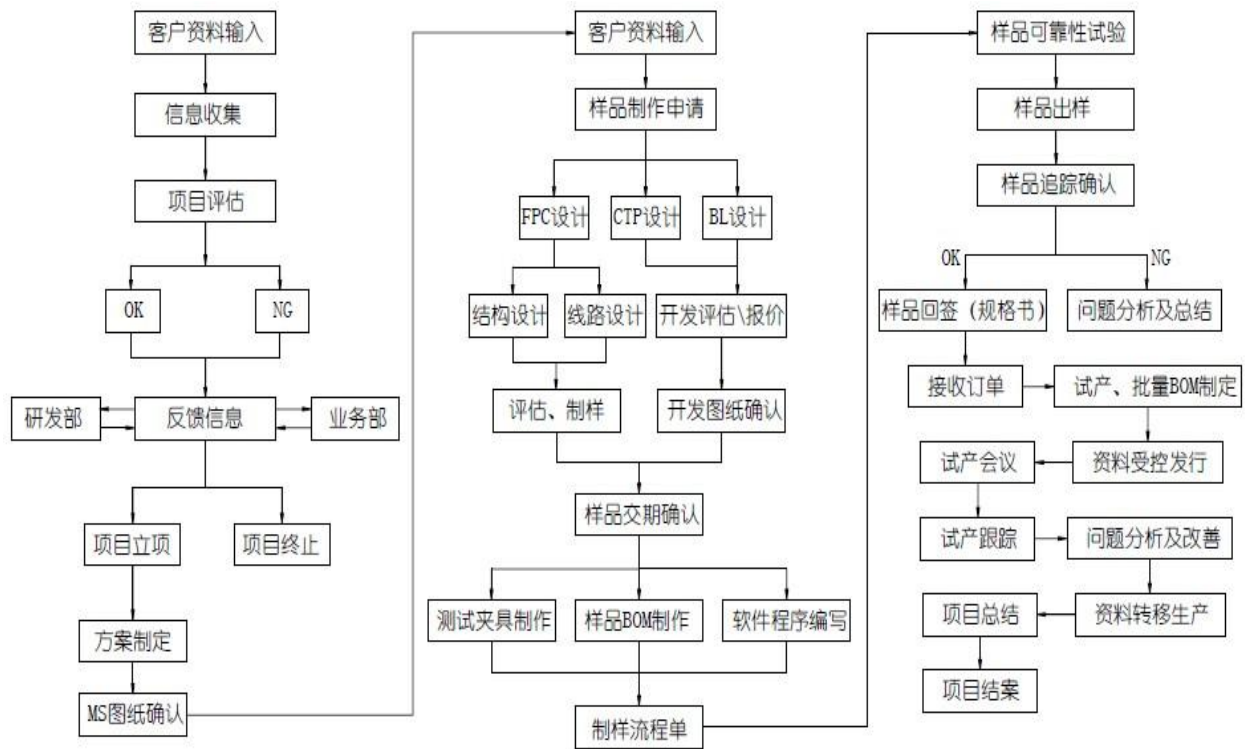 客户资料输入
信息收集
项目评估
OK
NG
研发部
反馈信息
业务部
项目立项
项目终止
方案制定
MS图纸确认
客户资料输入
样品制作申请
FPC设计
CTP设计
BL设计
结构设计
线路设计
开发评估\报价
评估、制样
开发图纸确认
样品交期确认
测试夹具制作
样品BOM制作
软件程序编写
制样流程单
样品可靠性试验
样品出样
样品追踪确认
OK
NG
样品回签（规格书）
问题分析及总结
接收订单
试产、批量BOM制定
试产会议
资料受控发行
试产跟踪
问题分析及改善
项目总结
资料转移生产
项目结案